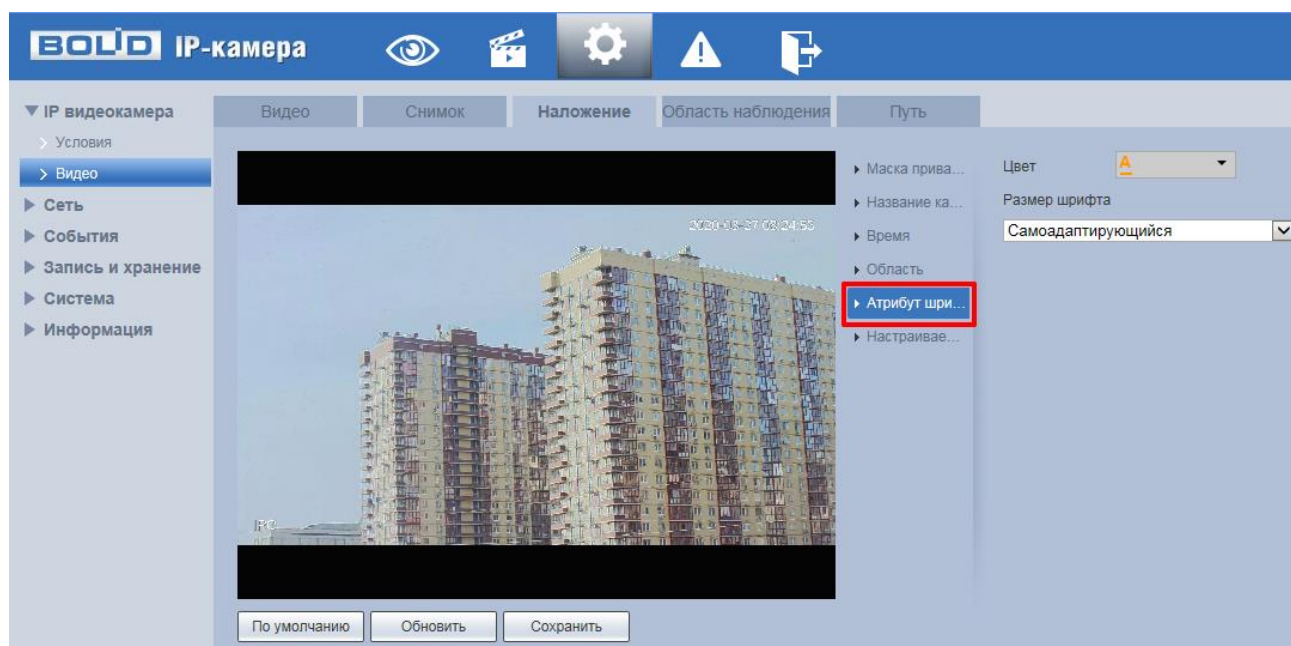 BOLID IP-камера
IP видеокамера
Условия
Видео
Сеть
События
Запись и хранение
Система
Информация
Видео Снимок Наложение Область наблюдения Путь
IPC
Маска прива...
Название ка...
Время
Область
Атрибут шри...
Настраивае...
Цвет A
Размер шрифта
Самоадаптирующийся
По умолчанию Обновить Сохранить